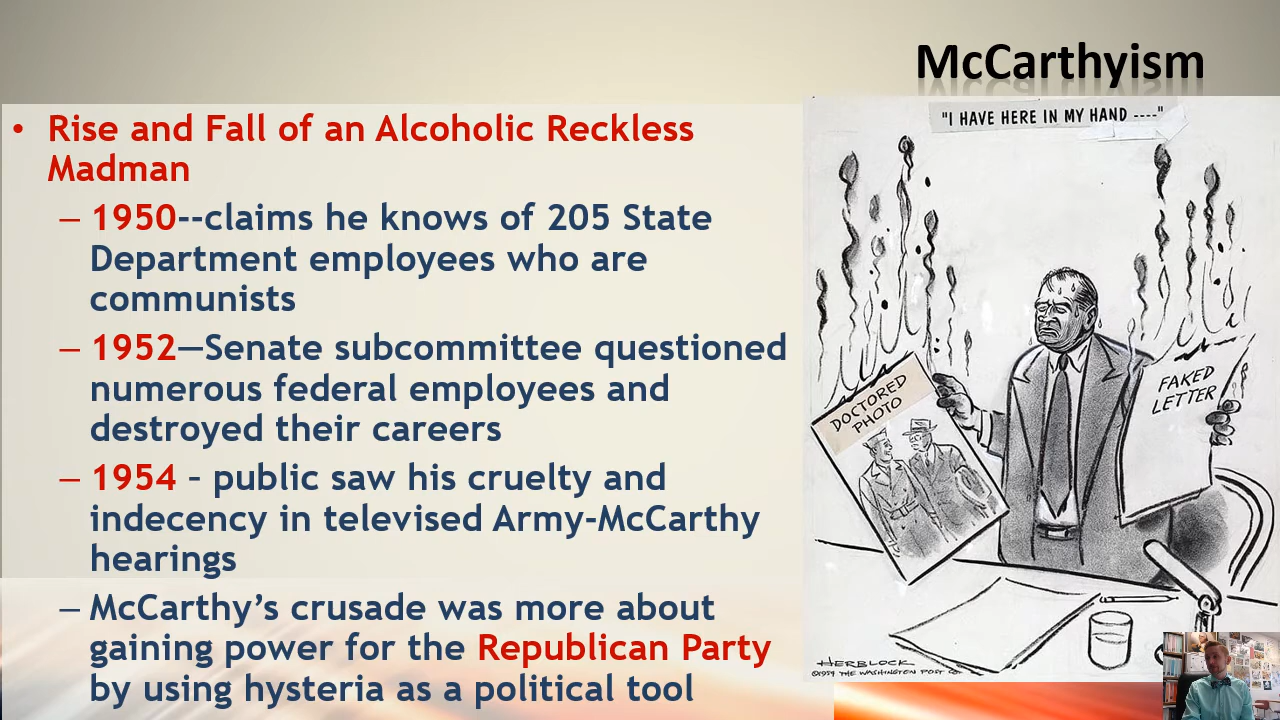 McCarthyism
• Rise and Fall of an Alcoholic Reckless
Madman
– 1950--claims he knows of 205 State
Department employees who are
communists
– 1952—Senate subcommittee questioned
numerous federal employees and
destroyed their careers
– 1954 – public saw his cruelty and
indecency in televised Army-McCarthy
hearings
– McCarthy’s crusade was more about
gaining power for the Republican Party
by using hysteria as a political tool
"I HAVE HERE IN MY HAND ----"
DOCTORED
PHOTO
FAKED
LETTER
HERBLOCK
©1954 THE WASHINGTON POST CO.